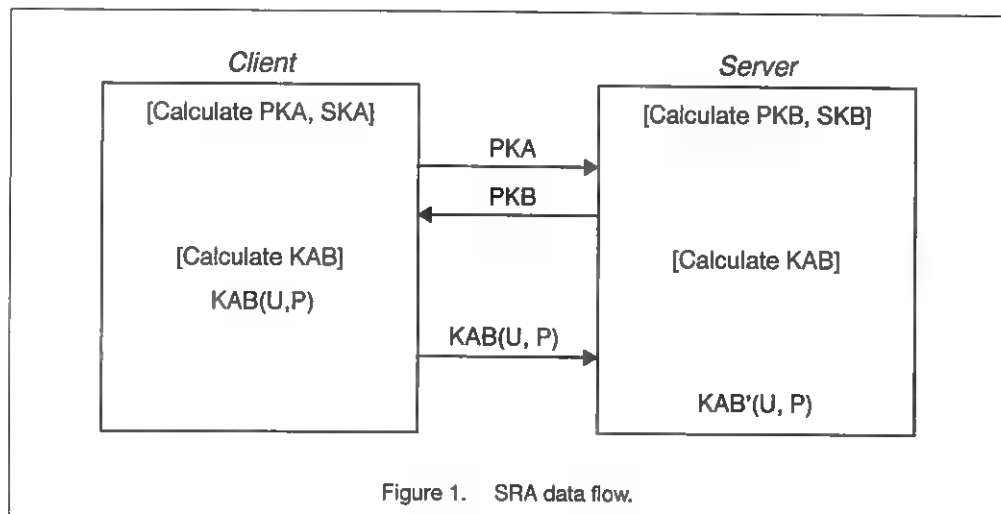 Client
Server
[Calculate PKA, SKA]
[Calculate PKB, SKB]
PKA
PKB
[Calculate KAB]
[Calculate KAB]
KAB(U,P)
KAB(U, P)
KAB'(U, P)
Figure 1. SRA data flow.